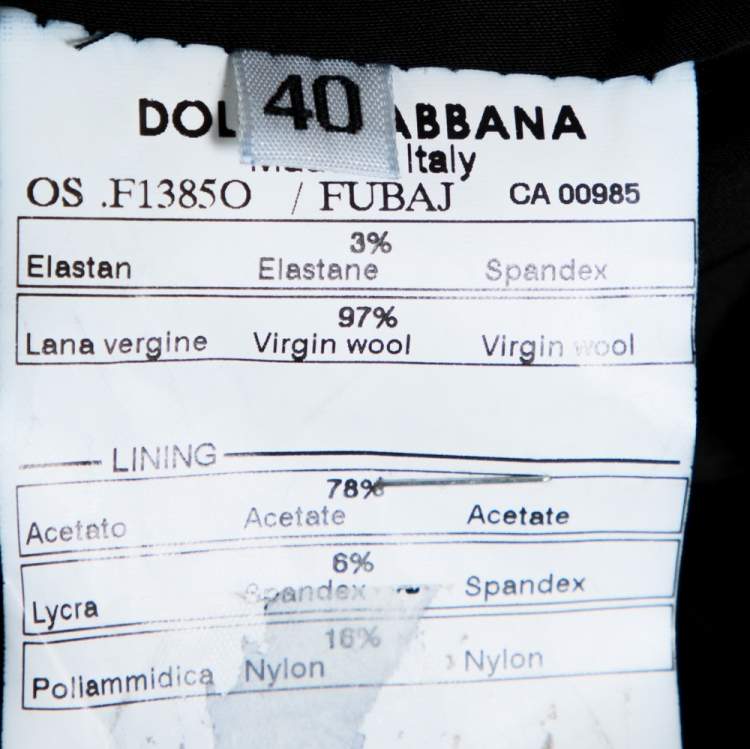 40
DOL ABBANA
Italy
OS .F1385O / FUBAJ CA 00985
3%
Elastan Elastane Spandex
97%
Lana vergine Virgin wool Virgin wool
LINING
78%
Acetato Acetate Acetate
6%
Lycra Spandex Spandex
16%
Poliammidica Nylon Nylon